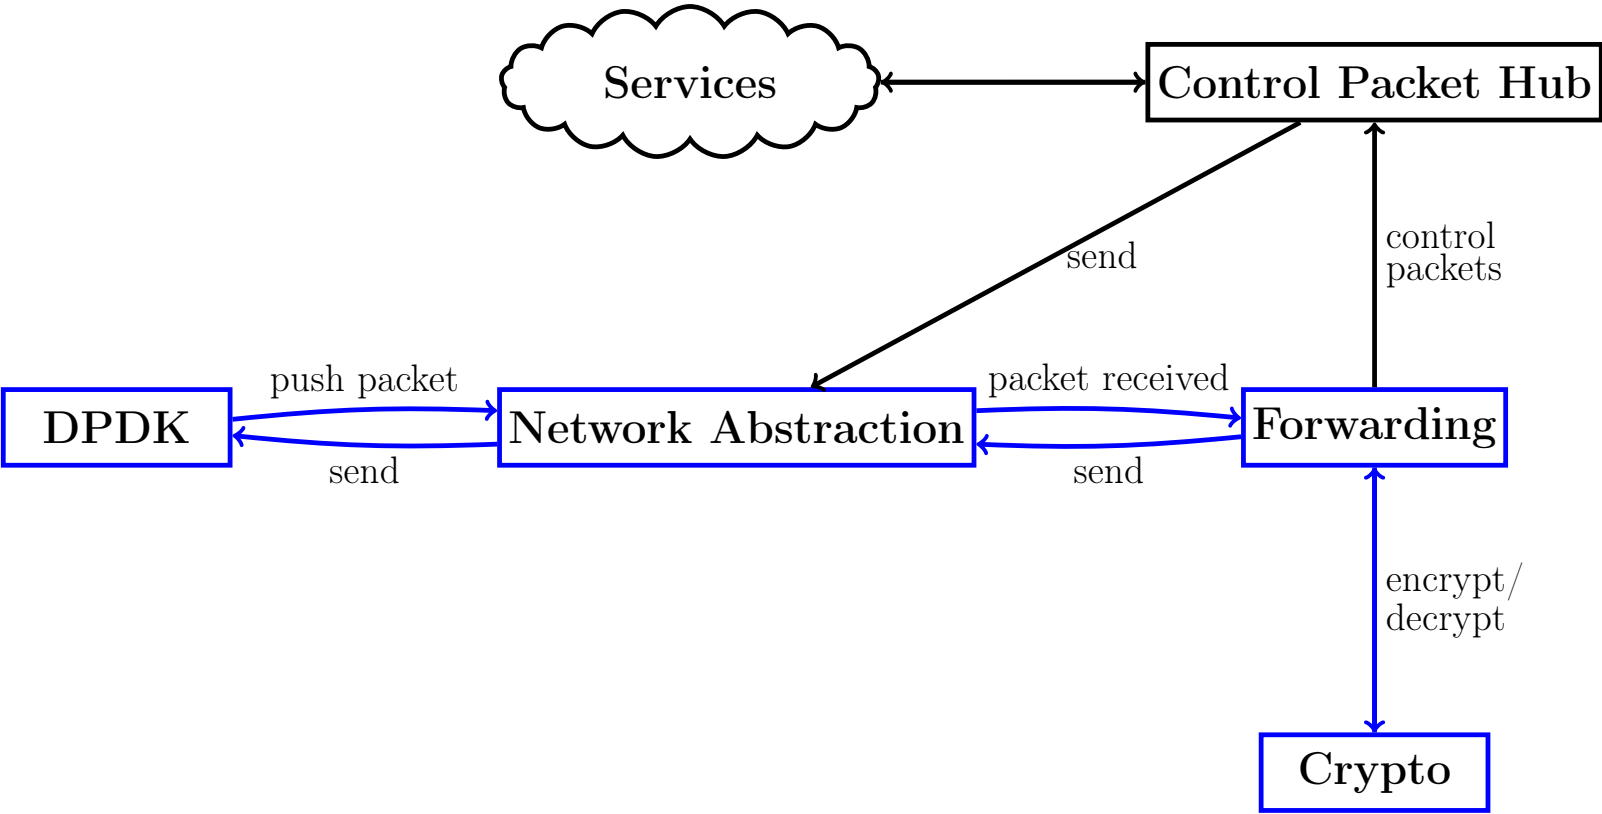 Services
Control Packet Hub
send
control
packets
push packet
packet received
DPDK
Network Abstraction
Forwarding
send
send
encrypt/
decrypt
Crypto